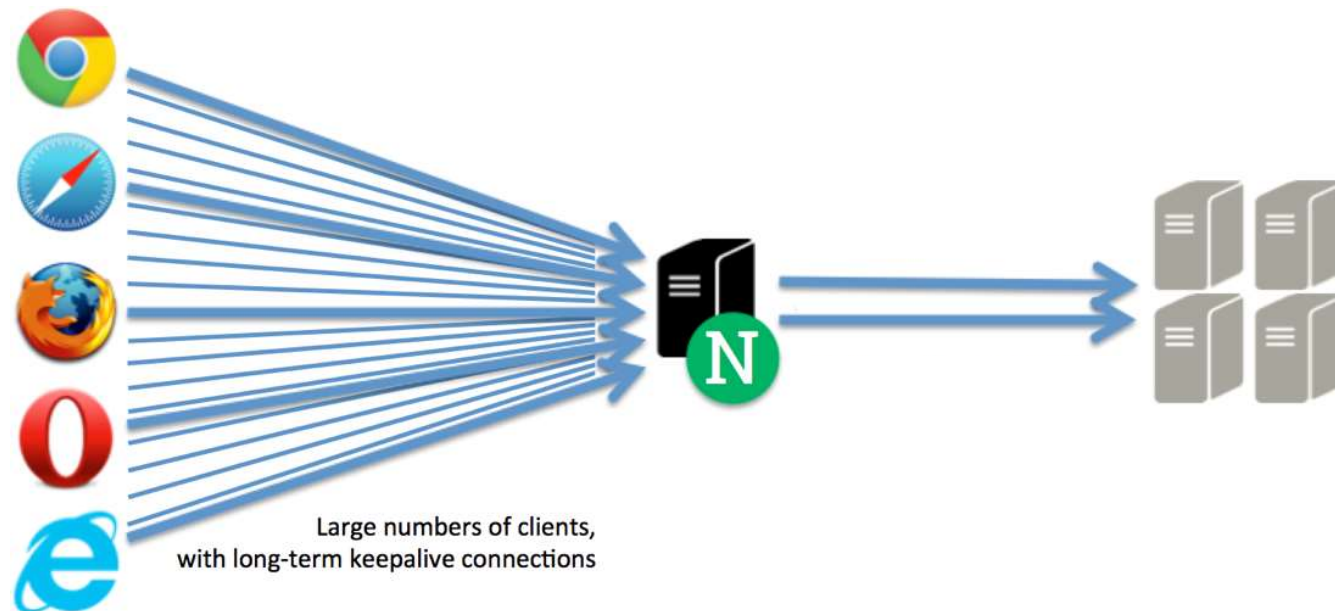 N
Large numbers of clients,
with long-term keepalive connections